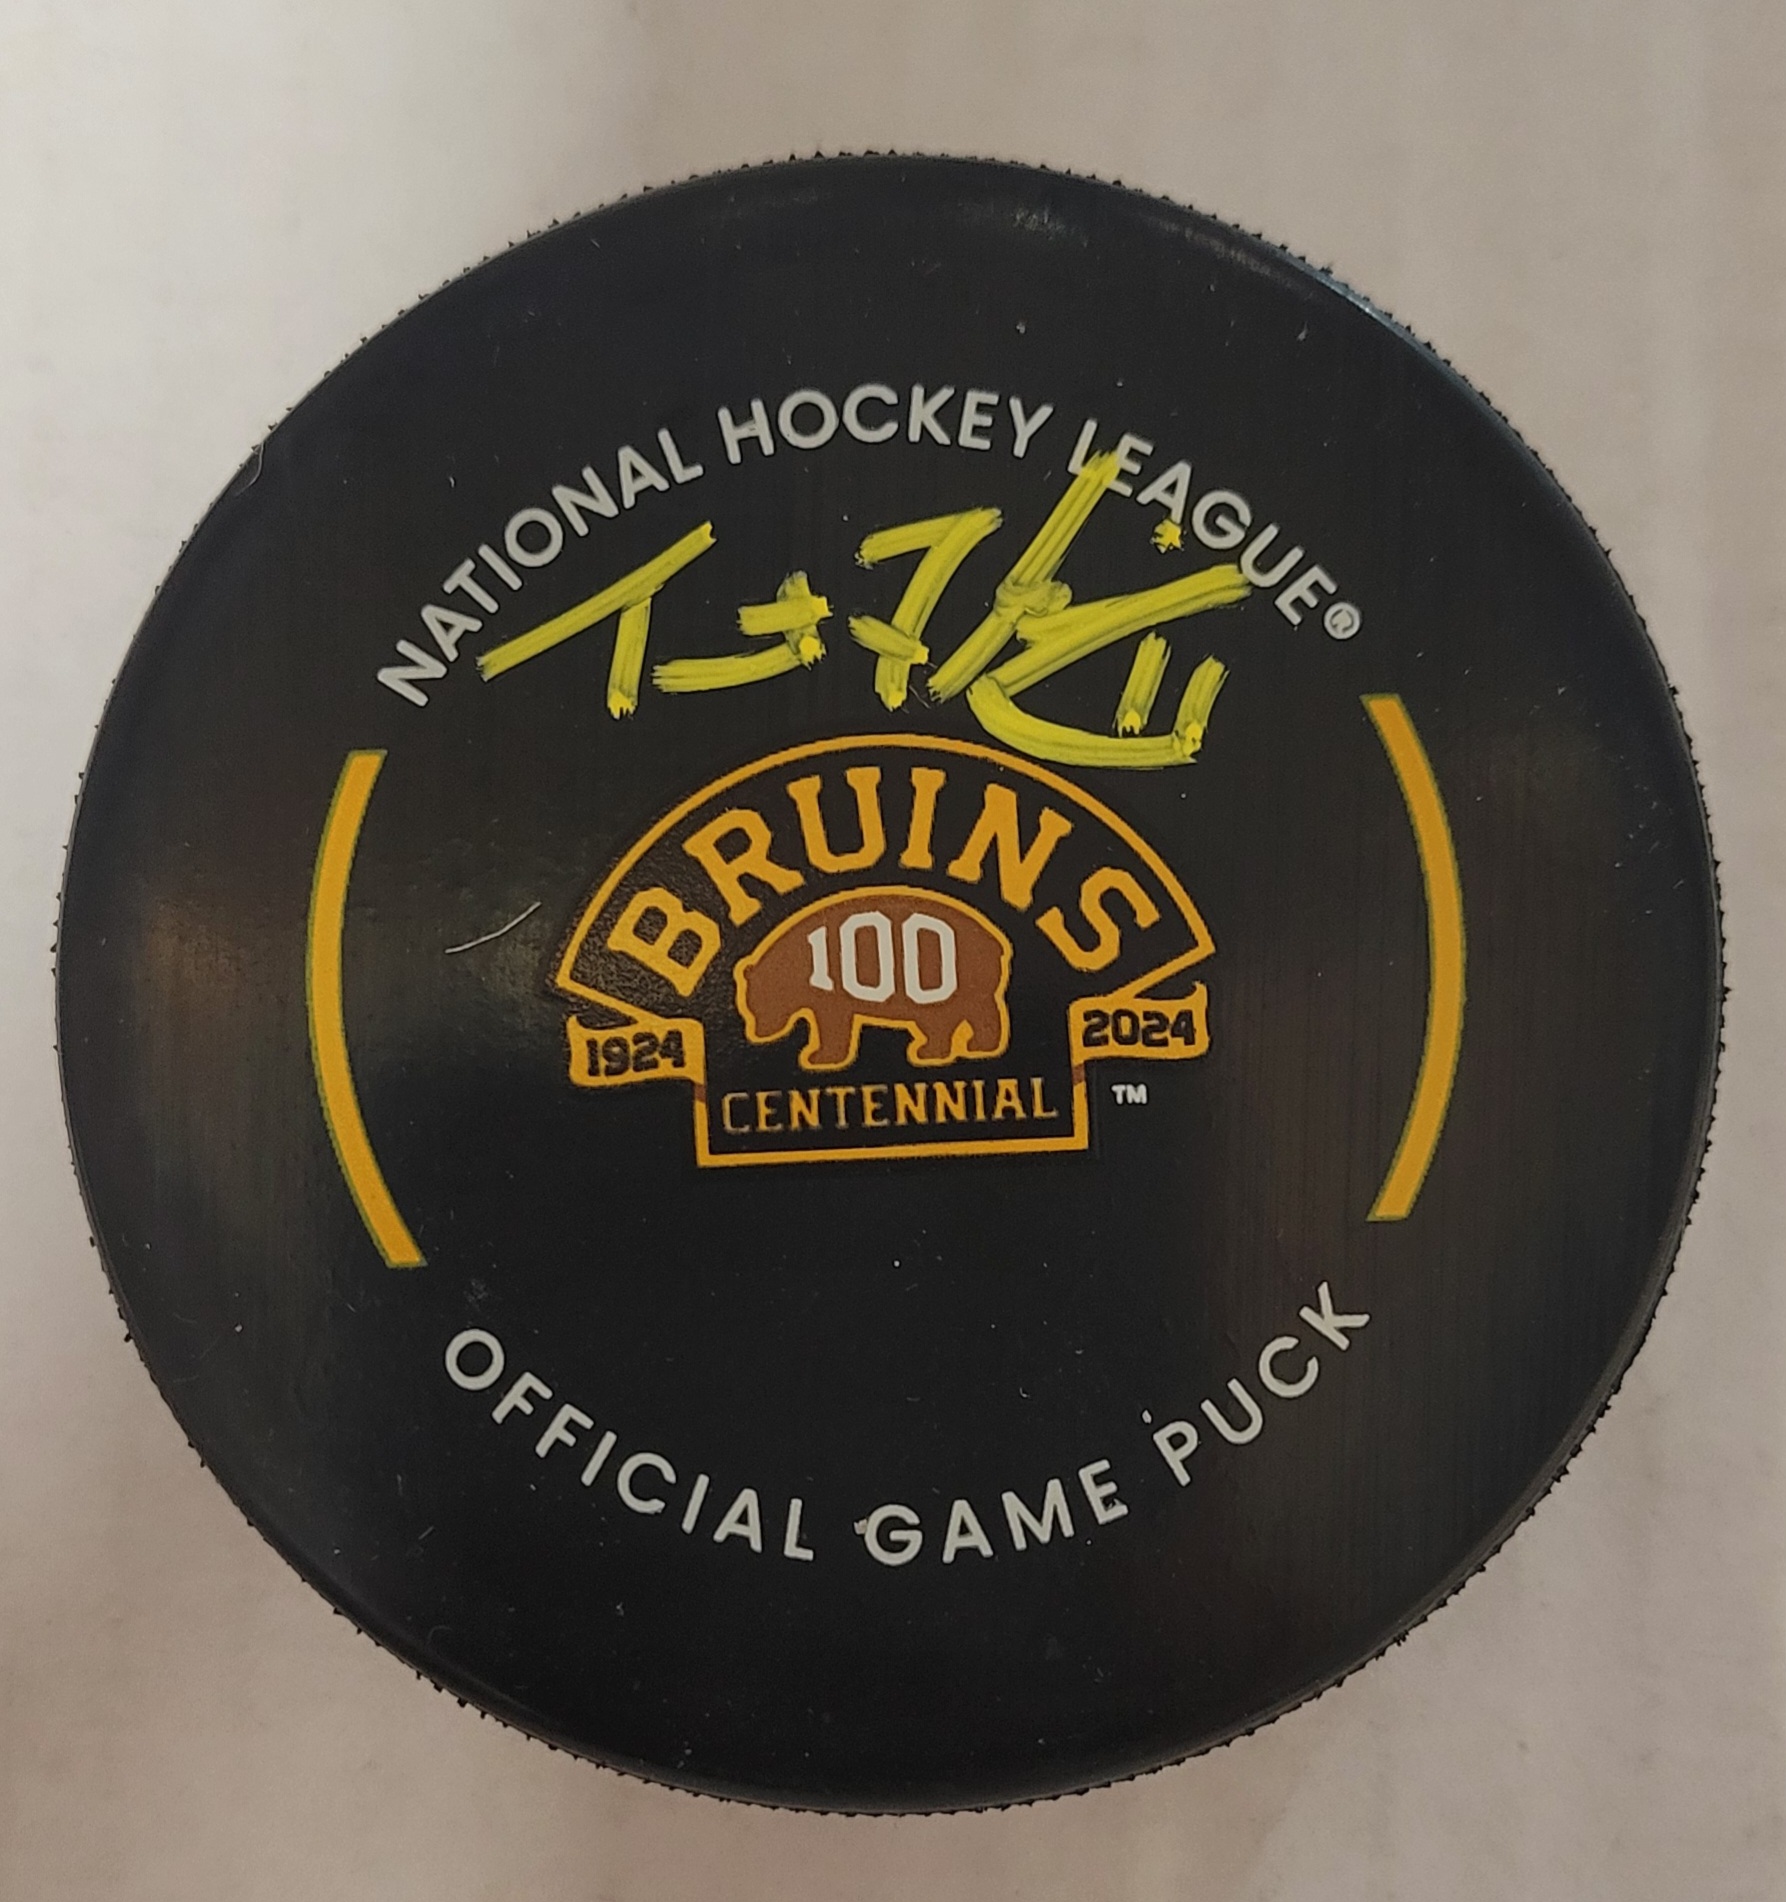 NATIONAL HOCKEY LEAGUE®
BRUINS
100
1924 2024
CENTENNIAL ™
OFFICIAL GAME PUCK